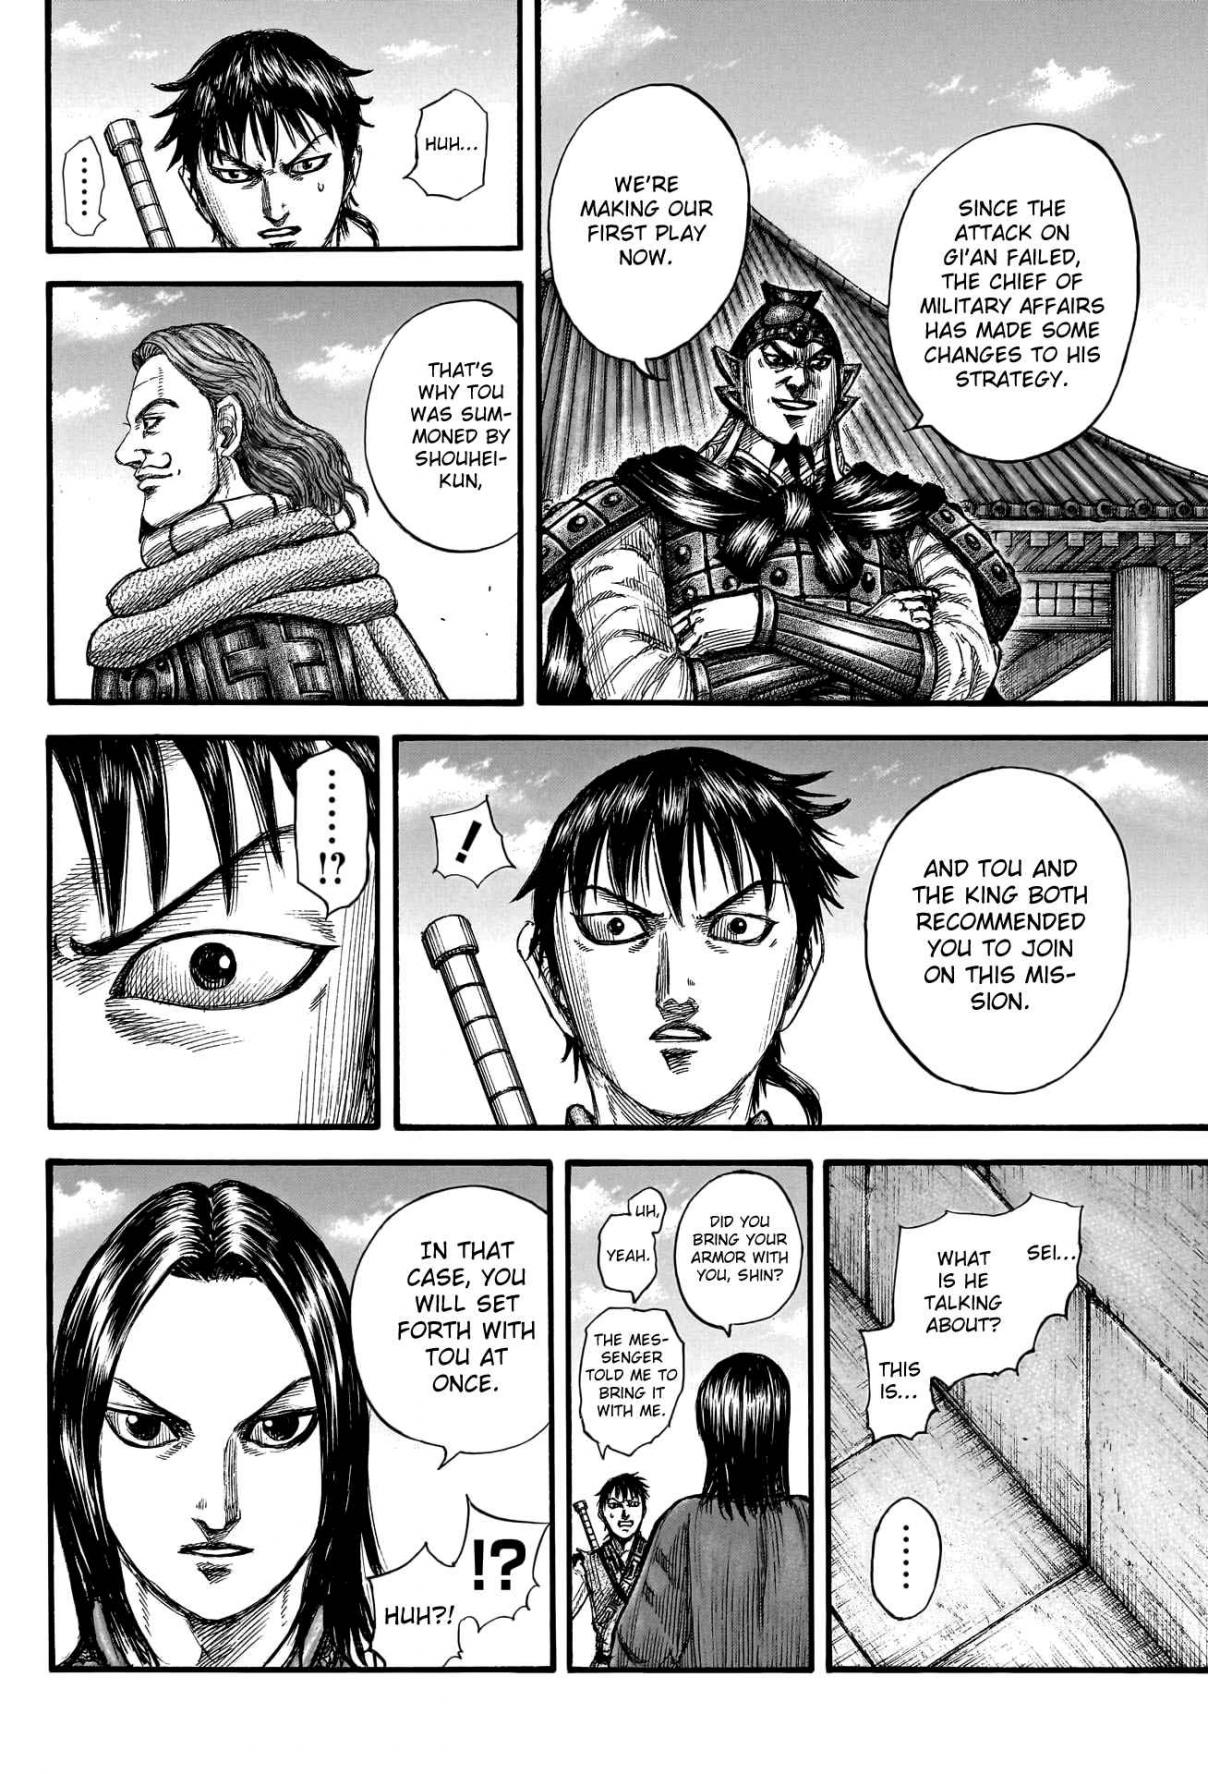 SINCE THE
ATTACK ON
GI'AN FAILED,
THE CHIEF OF
MILITARY AFFAIRS
HAS MADE SOME
CHANGES TO HIS
STRATEGY.
WE'RE
MAKING OUR
FIRST PLAY
NOW.
HUH...
......
THAT'S
WHY TOU
WAS SUM-
MONED BY
SHOUHEI-
KUN,
AND TOU AND
THE KING BOTH
RECOMMENDED
YOU TO JOIN
ON THIS MIS-
SION.
!
......!?
SEI...
WHAT
IS HE
TALKING
ABOUT?
THIS
IS...
......
DID YOU
BRING YOUR
ARMOR WITH
YOU, SHIN?
UH,
YEAH.
THE MES-
SENGER
TOLD ME TO
BRING IT
WITH ME.
IN THAT
CASE, YOU
WILL SET
FORTH WITH
TOU AT
ONCE.
!?
HUH?!